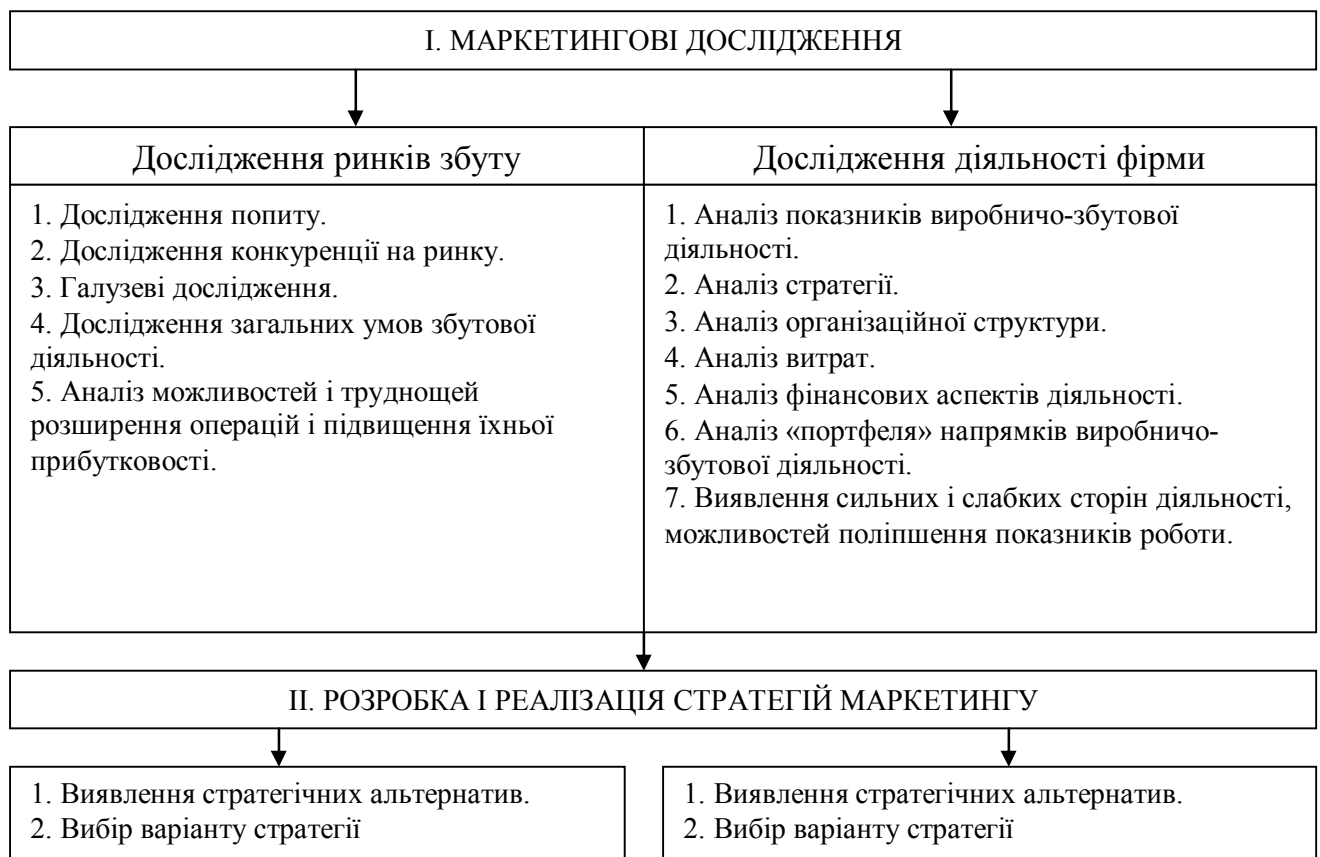 І. МАРКЕТИНГОВІ ДОСЛІДЖЕННЯ
Дослідження ринків збуту
1. Дослідження попиту.
2. Дослідження конкуренції на ринку.
3. Галузеві дослідження.
4. Дослідження загальних умов збутової
діяльності.
5. Аналіз можливостей і труднощей
розширення операцій і підвищення їхньої
прибутковості.
Дослідження діяльності фірми
1. Аналіз показників виробничо-збутової
діяльності.
2. Аналіз стратегії.
3. Аналіз організаційної структури.
4. Аналіз витрат.
5. Аналіз фінансових аспектів діяльності.
6. Аналіз «портфеля» напрямків виробничо-
збутової діяльності.
7. Виявлення сильних і слабких сторін діяльності,
можливостей поліпшення показників роботи.
ІІ. РОЗРОБКА І РЕАЛІЗАЦІЯ СТРАТЕГІЙ МАРКЕТИНГУ
1. Виявлення стратегічних альтернатив.
2. Вибір варіанту стратегії
1. Виявлення стратегічних альтернатив.
2. Вибір варіанту стратегії